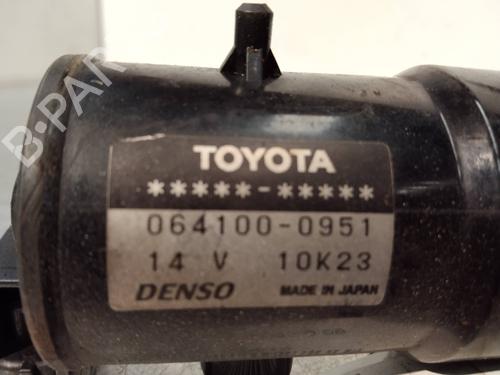 TOYOTA
*****-*****
064100-0951
14 V 10K23
DENSO MADE IN JAPAN
B-PAR